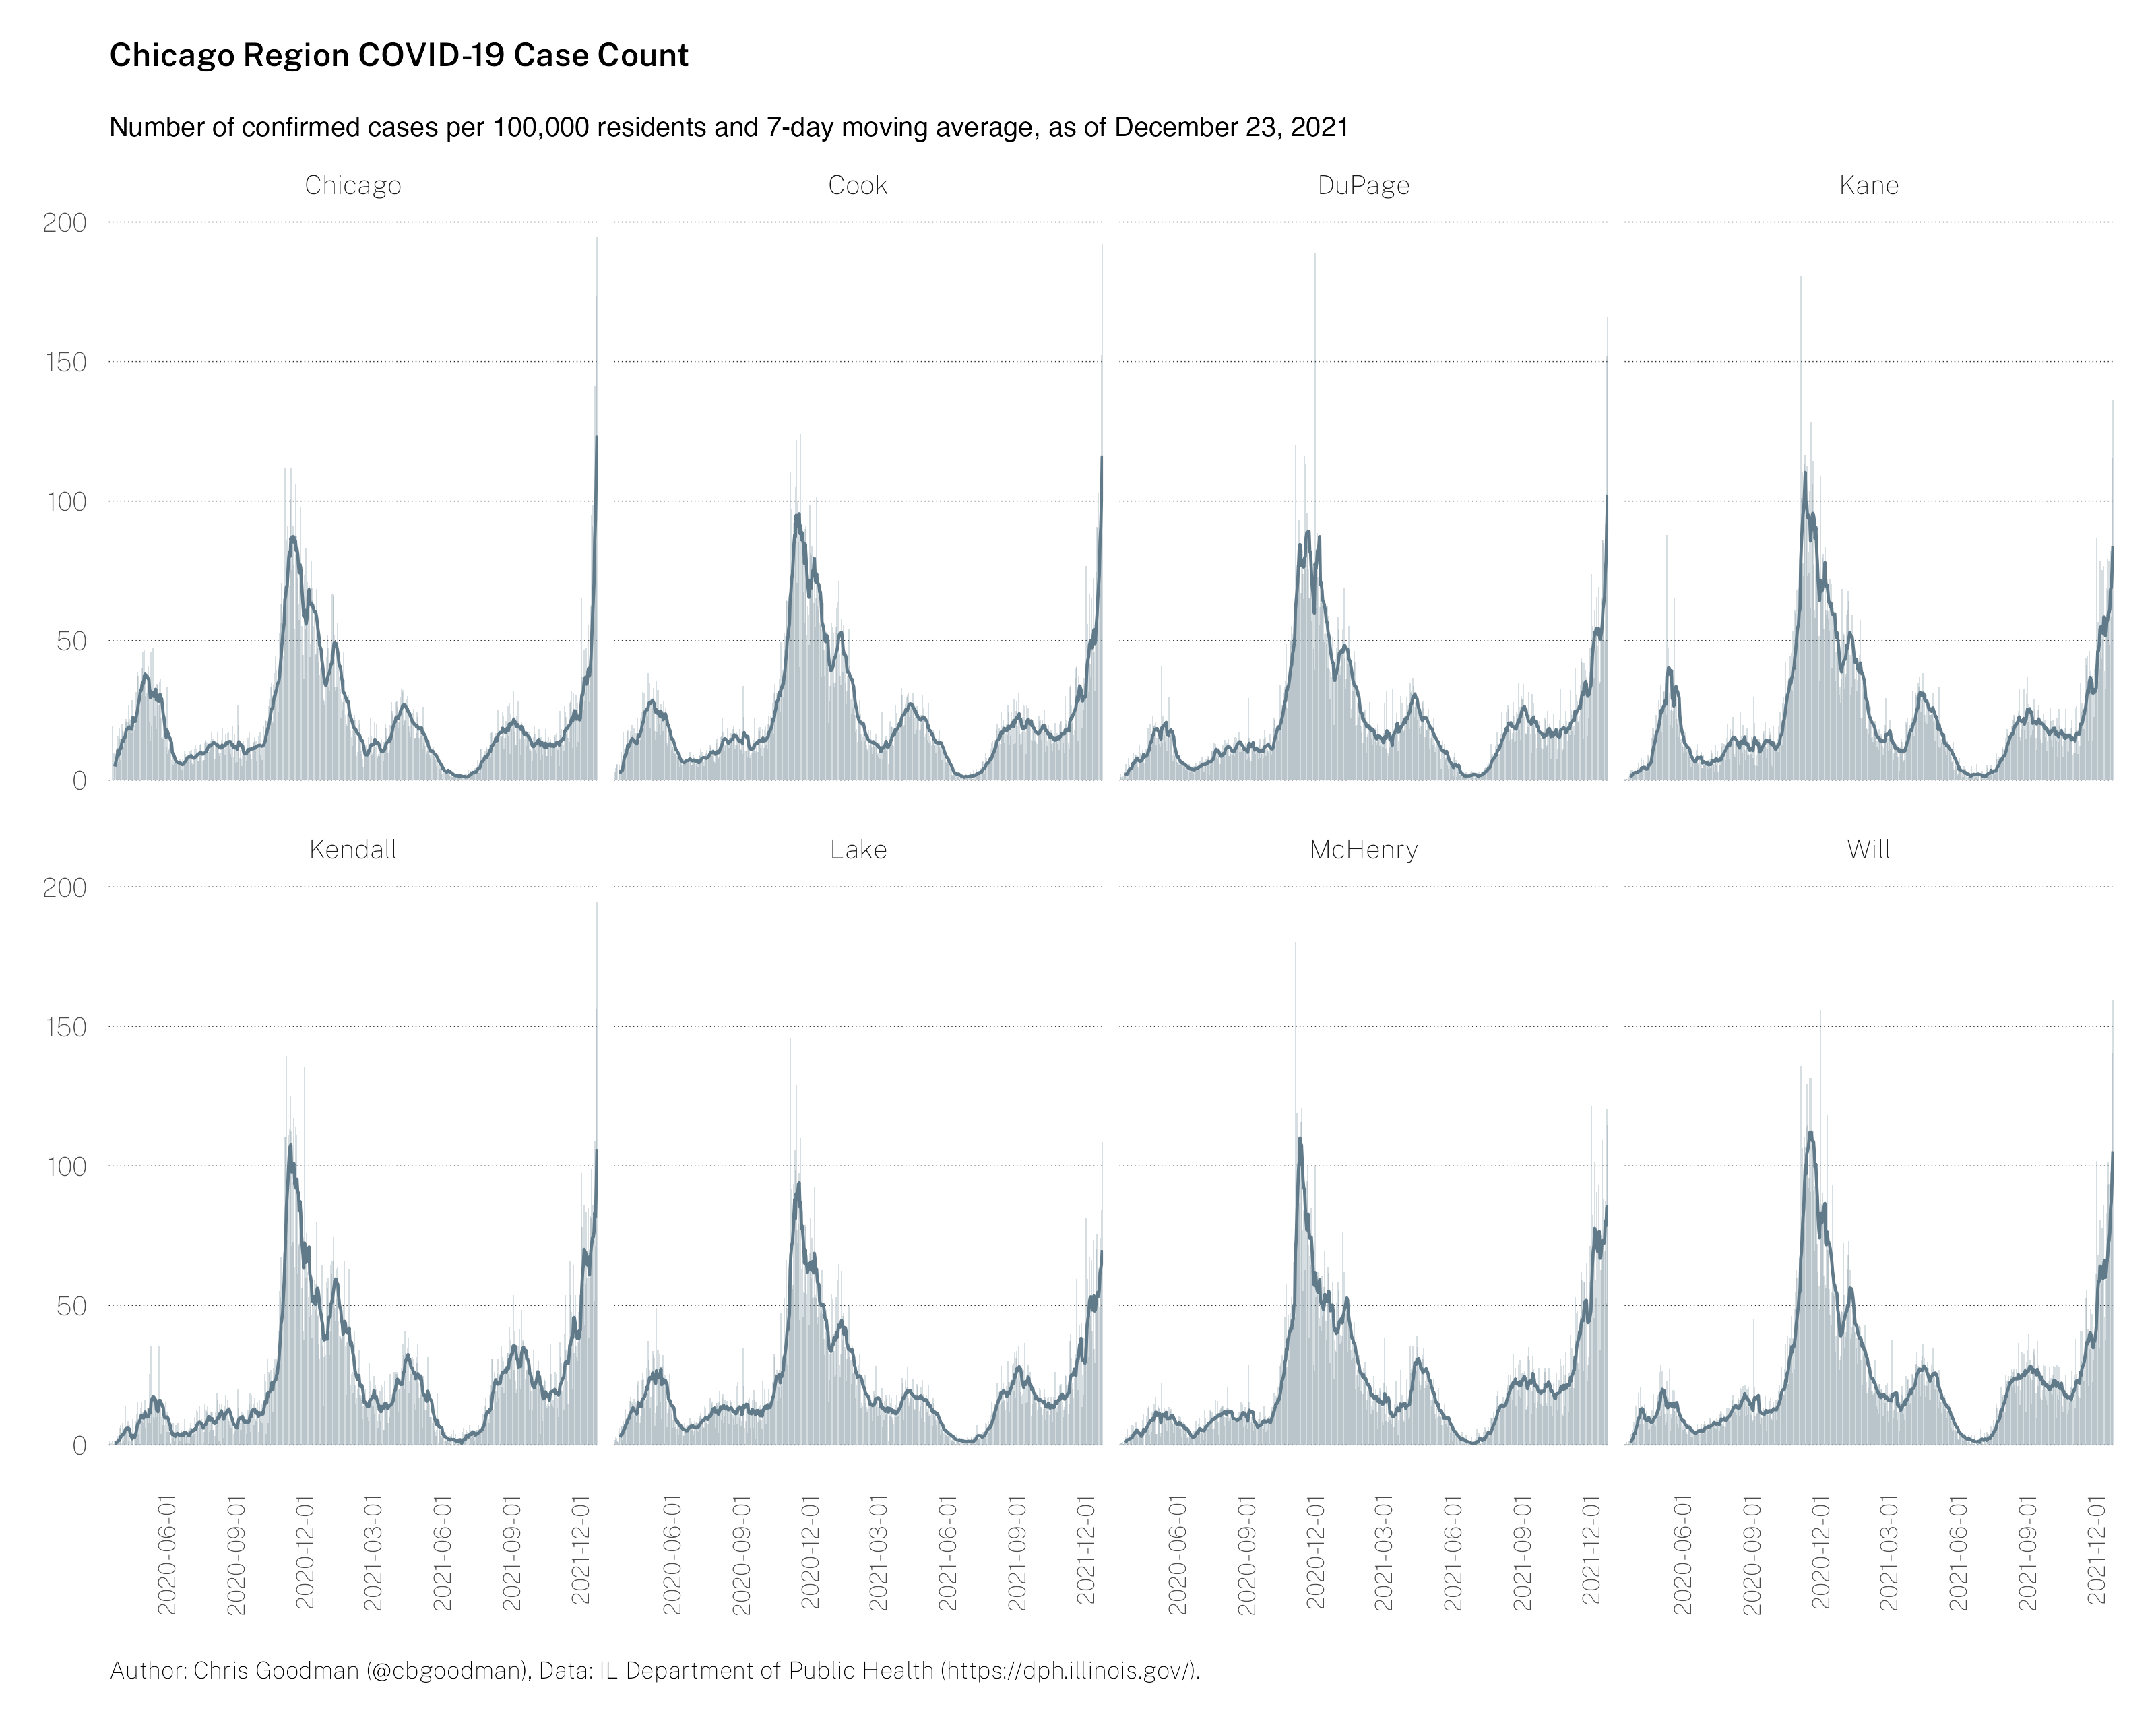 Chicago Region COVID-19 Case Count
Number of confirmed cases per 100,000 residents and 7-day moving average, as of December 23, 2021
Chicago Cook DuPage Kane
200
150
100
50
0
Kendall Lake McHenry Will
200
150
100
50
0
2020-06-01 2020-09-01 2020-12-01 2021-03-01 2021-06-01 2021-09-01 2021-12-01 2020-06-01 2020-09-01 2020-12-01 2021-03-01 2021-06-01 2021-09-01 2021-12-01 2020-06-01 2020-09-01 2020-12-01 2021-03-01 2021-06-01 2021-09-01 2021-12-01 2020-06-01 2020-09-01 2020-12-01 2021-03-01 2021-06-01 2021-09-01 2021-12-01
Author: Chris Goodman (@cbgoodman), Data: IL Department of Public Health (https://dph.illinois.gov/).